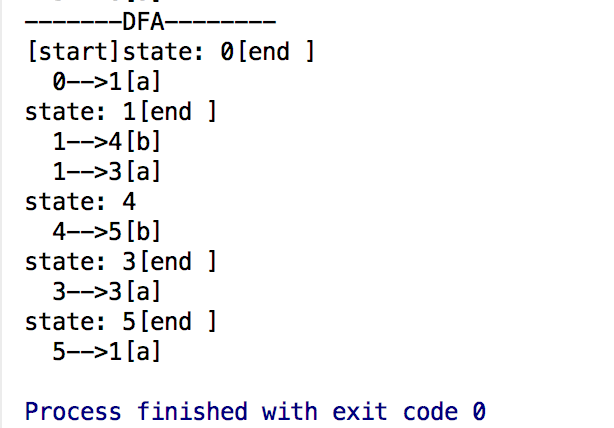 -------DFA--------
[start]state: 0[end ]
  0-->1[a]
state: 1[end ]
  1-->4[b]
  1-->3[a]
state: 4
  4-->5[b]
state: 3[end ]
  3-->3[a]
state: 5[end ]
  5-->1[a]
Process finished with exit code 0